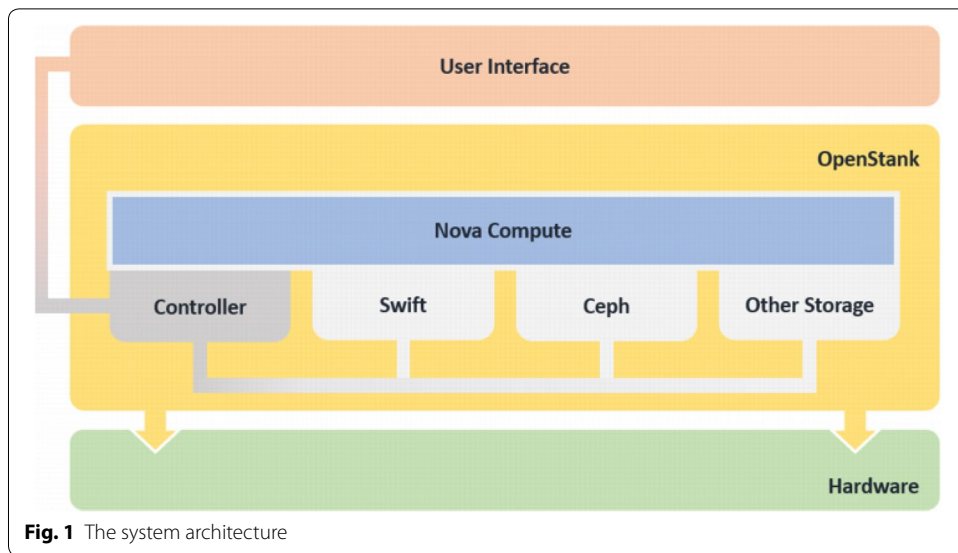 User Interface
OpenStank
Nova Compute
Controller
Swift
Ceph
Other Storage
Hardware
Fig. 1 The system architecture